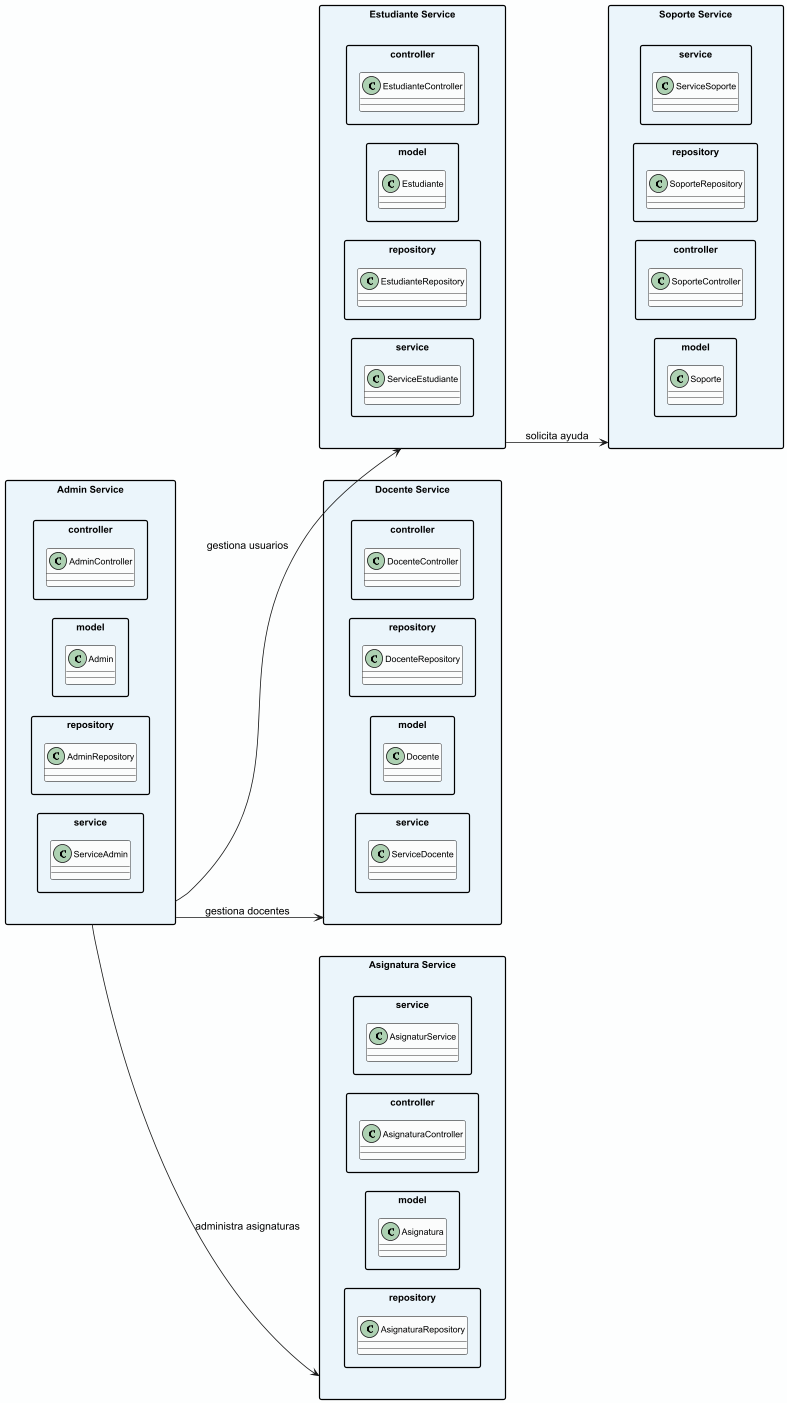 Estudiante Service
controller
C EstudianteController
model
C Estudiante
repository
C EstudianteRepository
service
C ServiceEstudiante
Soporte Service
service
C ServiceSoporte
repository
C SoporteRepository
controller
C SoporteController
model
C Soporte
solicita ayuda
Admin Service
controller
C AdminController
model
C Admin
repository
C AdminRepository
service
C ServiceAdmin
gestiona usuarios
gestiona docentes
administra asignaturas
Docente Service
controller
C DocenteController
repository
C DocenteRepository
model
C Docente
service
C ServiceDocente
Asignatura Service
service
C AsignaturService
controller
C AsignaturaController
model
C Asignatura
repository
C AsignaturaRepository